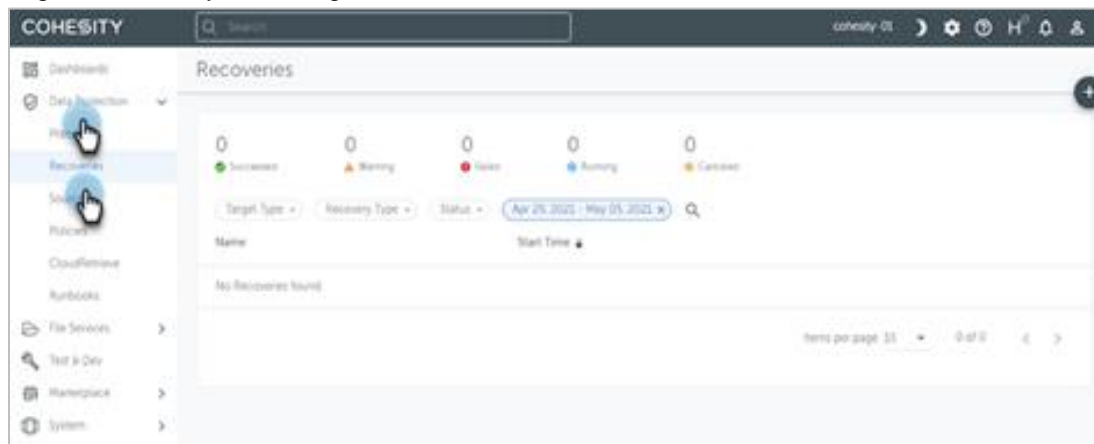 COHESITY Search cohesity-01
Dashboards
Recoveries
Data Protection
Recoveries
Policies
CloudRetrieve
Runbooks
File Services
Test & Dev
Marketplace
System
0 0 0 0 0
Succeeded Warning Failed Running Canceled
Target Type Recovery Type Status Apr 29, 2021 - May 05, 2021
Name Start Time
No Recoveries found
Items per page 15 0 of 0